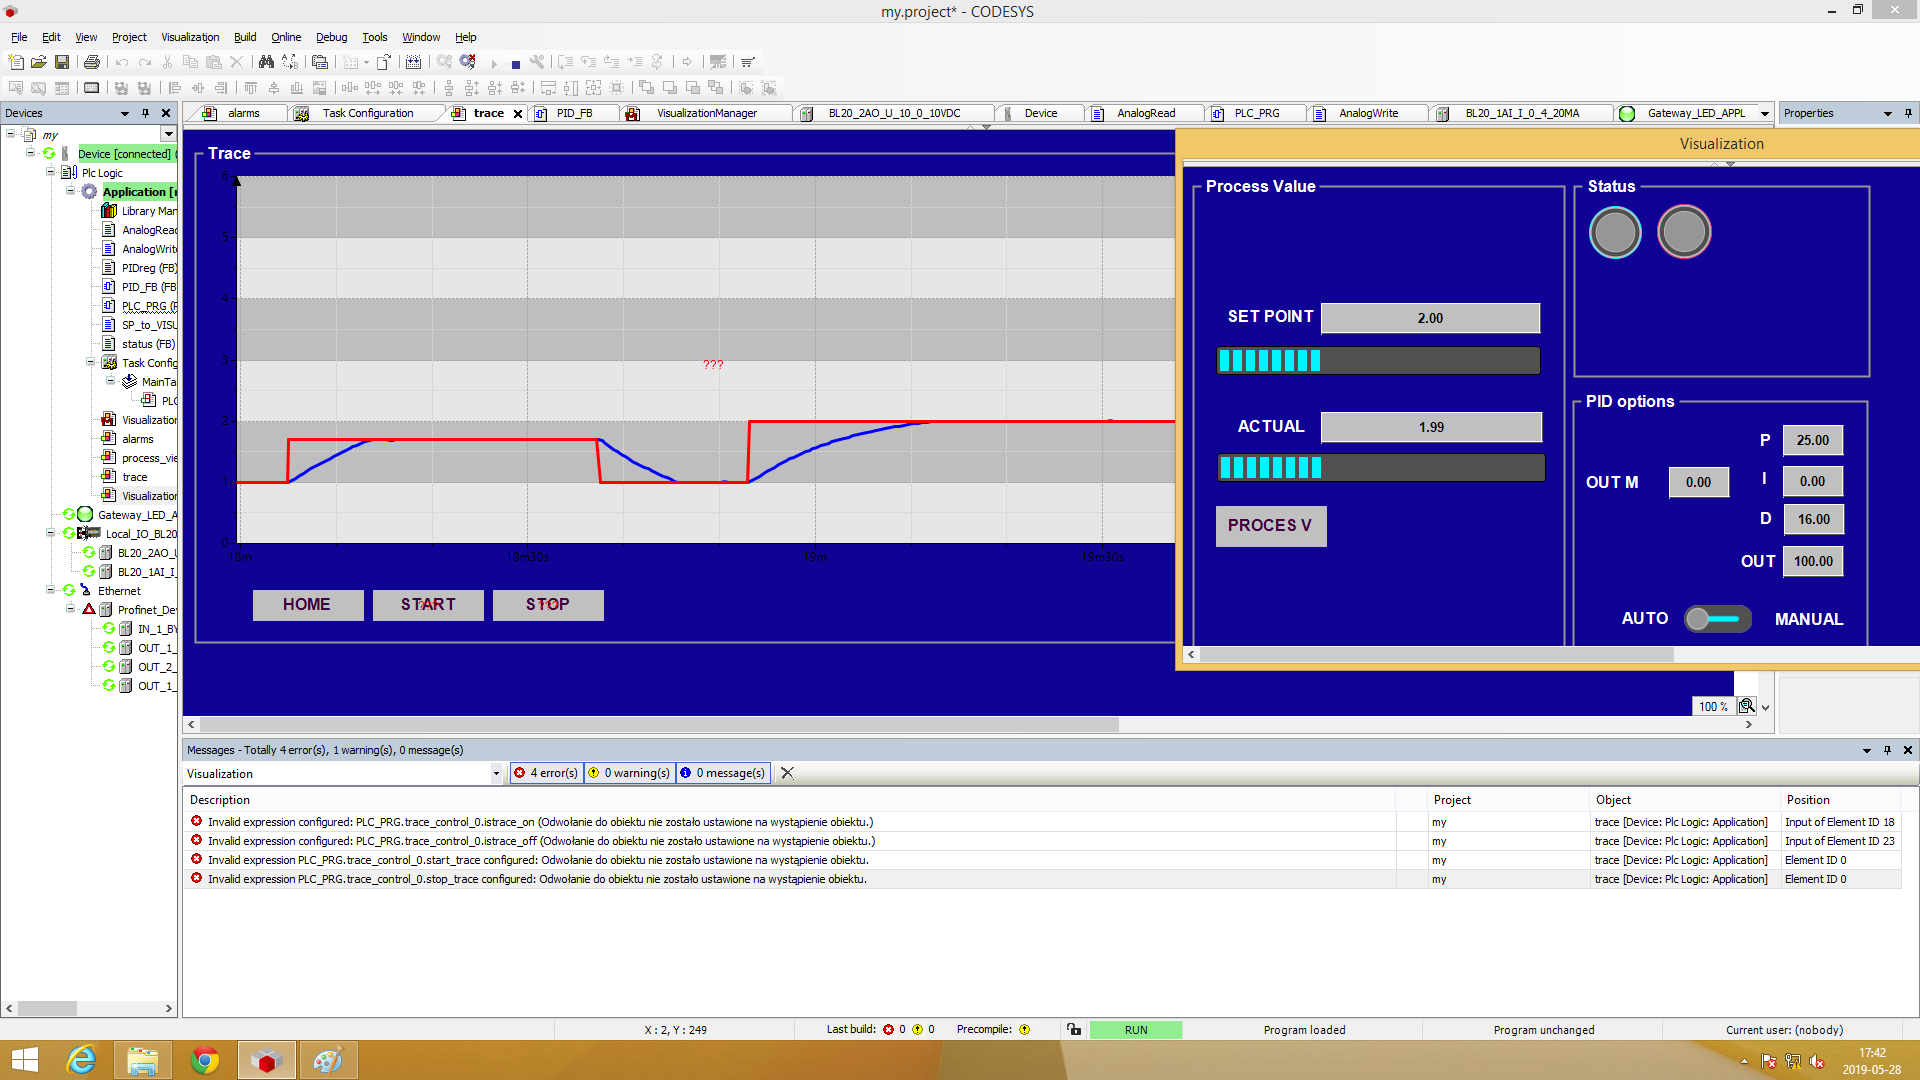 my.project* - CODESYS
File Edit View Project Visualization Build Online Debug Tools Window Help
Devices
alarms Task Configuration trace PID_FB VisualizationManager BL20_2AO_U_10_0_10VDC Device AnalogRead PLC_PRG AnalogWrite BL20_1AI_I_0_4_20MA Gateway_LED_APPL
Properties
my
Device [connected] (
Plc Logic
Application [r
Library Man
AnalogRead
AnalogWrite
PIDreg (FB)
PID_FB (FB
PLC_PRG (P
SP_to_VISU
status (FB)
Task Config
MainTa
PLC
Visualization
alarms
process_vie
trace
Visualization
Gateway_LED_A
Local_IO_BL20
BL20_2AO_U
BL20_1AI_I_
Ethernet
Profinet_Dev
IN_1_BY
OUT_1_
OUT_2_
OUT_1_
Trace
6
5
4
3
2
1
0
???
18m 18m30s 19m 19m30s
HOME START STOP
Visualization
Process Value
SET POINT 2.00
ACTUAL 1.99
PROCES V
Status
PID options
P 25.00
OUT M 0.00 I 0.00
D 16.00
OUT 100.00
AUTO MANUAL
100 %
Messages - Totally 4 error(s), 1 warning(s), 0 message(s)
Visualization 4 error(s) 0 warning(s) 0 message(s)
Description Project Object Position
Invalid expression configured: PLC_PRG.trace_control_0.istrace_on (Odwołanie do obiektu nie zostało ustawione na wystąpienie obiektu.) my trace [Device: Plc Logic: Application] Input of Element ID 18
Invalid expression configured: PLC_PRG.trace_control_0.istrace_off (Odwołanie do obiektu nie zostało ustawione na wystąpienie obiektu.) my trace [Device: Plc Logic: Application] Input of Element ID 23
Invalid expression PLC_PRG.trace_control_0.start_trace configured: Odwołanie do obiektu nie zostało ustawione na wystąpienie obiektu. my trace [Device: Plc Logic: Application] Element ID 0
Invalid expression PLC_PRG.trace_control_0.stop_trace configured: Odwołanie do obiektu nie zostało ustawione na wystąpienie obiektu. my trace [Device: Plc Logic: Application] Element ID 0
X : 2, Y : 249 Last build: 0 0 Precompile: RUN Program loaded Program unchanged Current user: (nobody)
17:42
2019-05-28